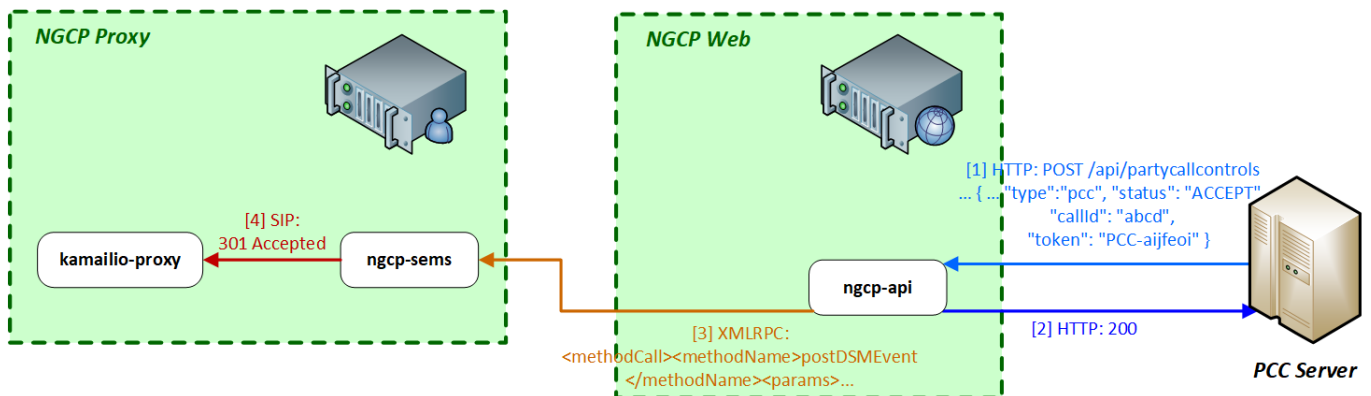 NGCP Proxy
NGCP Web
[1] HTTP: POST /api/partycallcontrols
... { ... "type":"pcc", "status": "ACCEPT"
"callId": "abcd",
"token": "PCC-aijfeoi" }
[4] SIP:
301 Accepted
kamailio-proxy
ngcp-sems
ngcp-api
[3] XMLRPC:
<methodCall><methodName>postDSMEvent
</methodName><params>...
[2] HTTP: 200
PCC Server